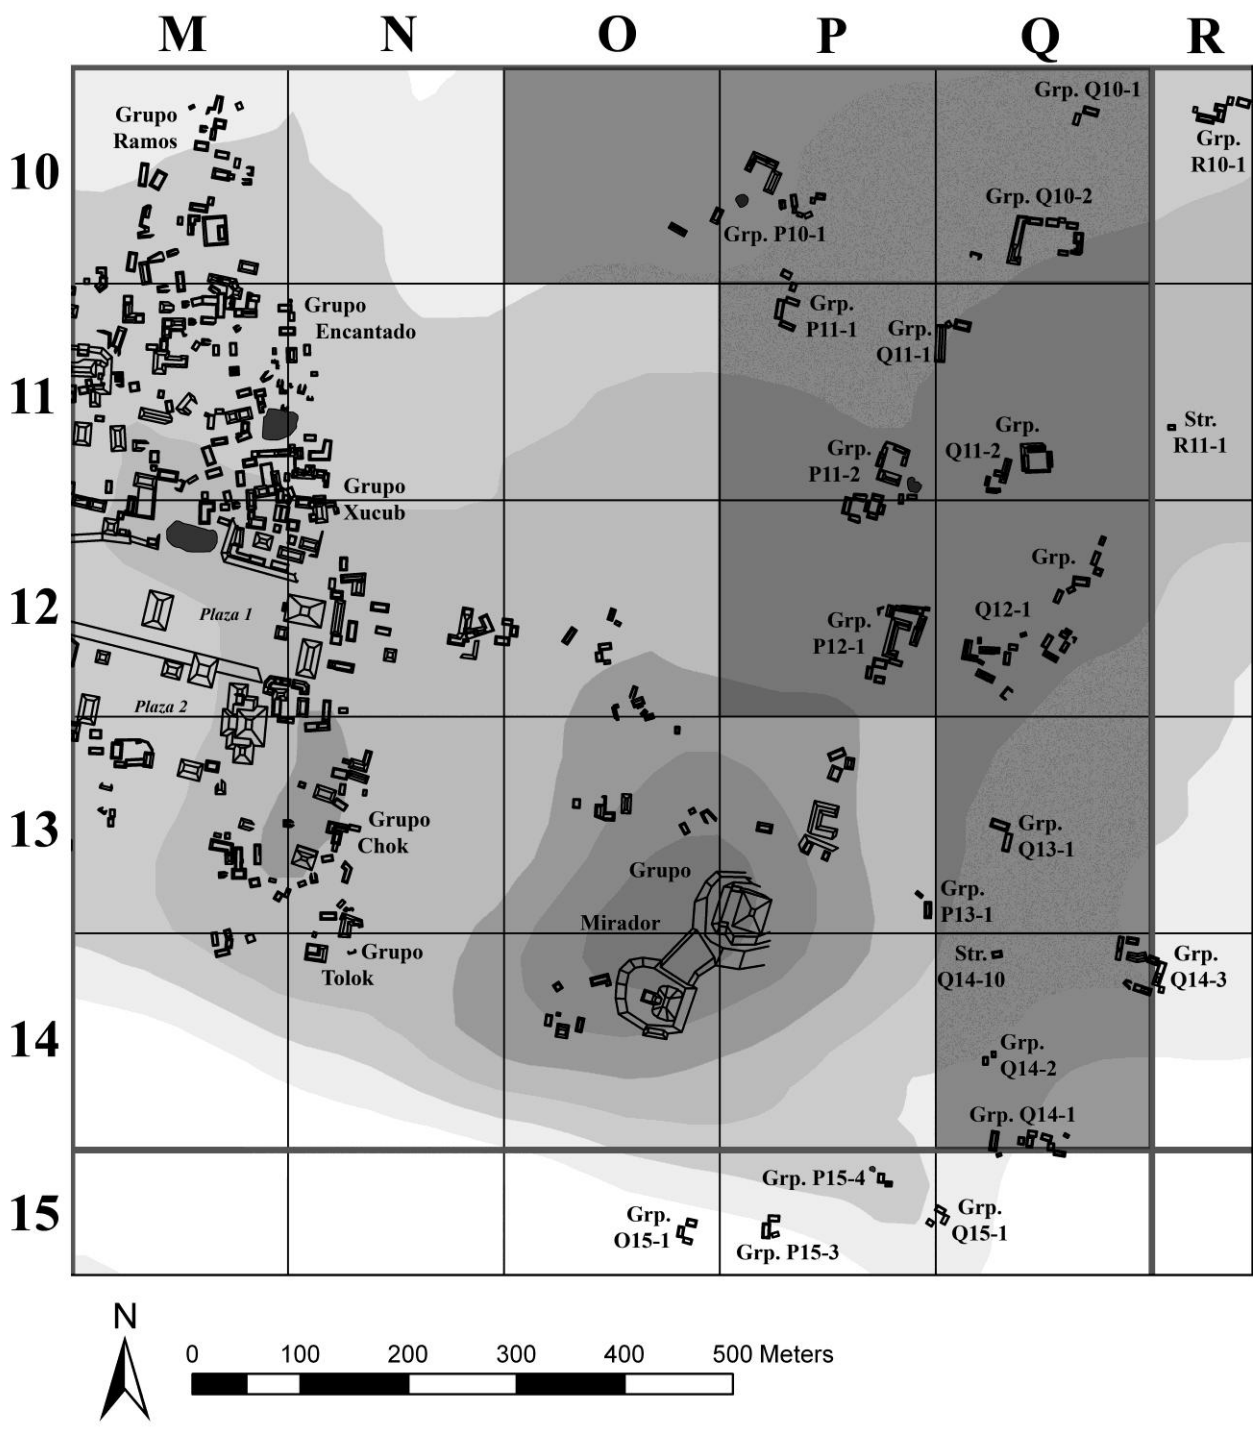 M N O P Q R
10
11
12
13
14
15
Grp. Q10-1
Grupo
Ramos
Grp.
R10-1
Grp. Q10-2
Grp. P10-1
Grupo
Encantado
Grp.
P11-1
Grp.
Q11-1
Grp.
P11-2
Grp.
Q11-2
Str.
R11-1
Grupo
Xucub
Plaza 1
Grp.
Q12-1
Grp.
P12-1
Plaza 2
Grupo
Chok
Grp.
Q13-1
Grupo
Mirador
Grp.
P13-1
Grupo
Tolok
Str.
Q14-10
Grp.
Q14-3
Grp.
Q14-2
Grp. Q14-1
Grp. P15-4
Grp.
O15-1
Grp. P15-3
Grp.
Q15-1
N
0 100 200 300 400 500 Meters